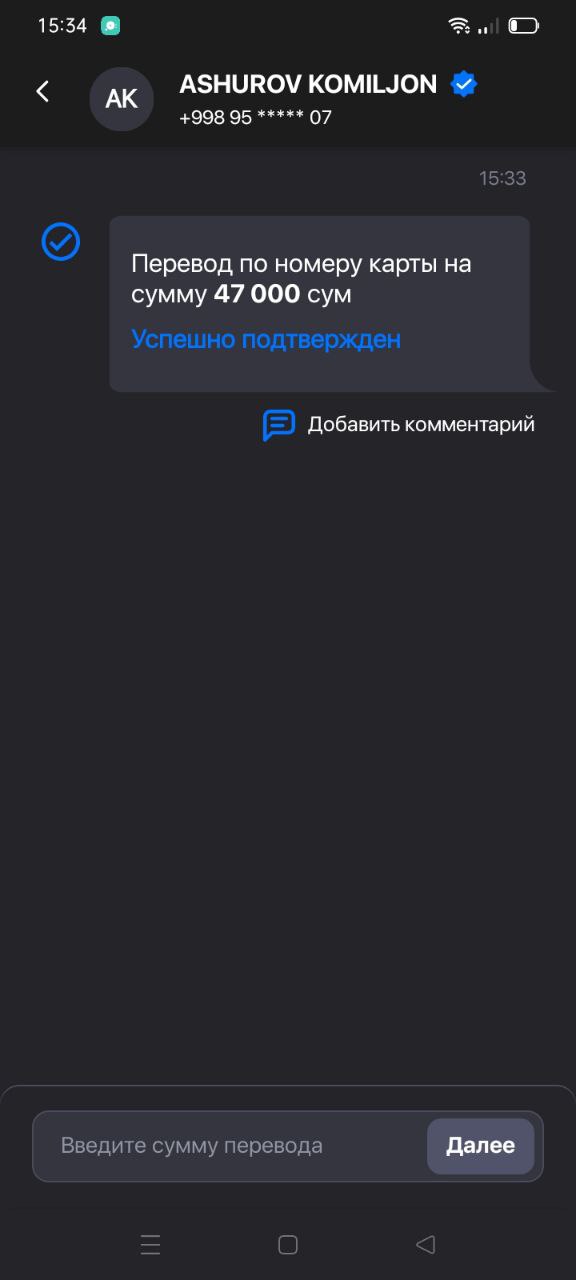 15:34
AK
ASHUROV KOMILJON
+998 95 ***** 07
15:33
Перевод по номеру карты на
сумму 47 000 сум
Успешно подтвержден
Добавить комментарий
Введите сумму перевода
Далее